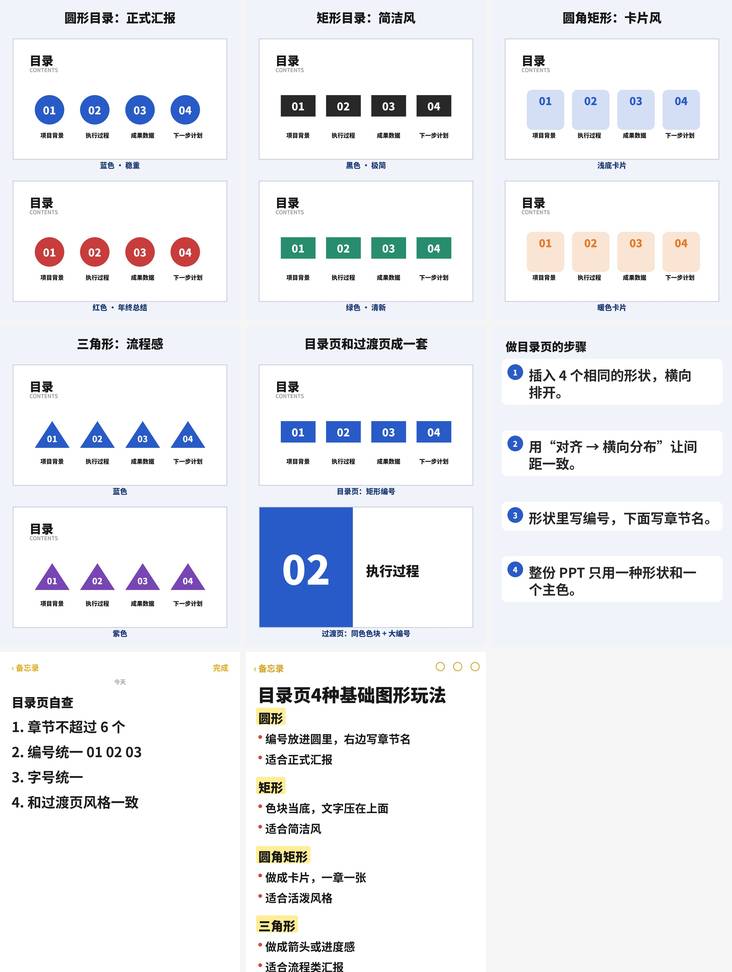 圆形目录：正式汇报
目录
CONTENTS
01 02 03 04
项目背景 执行过程 成果数据 下一步计划
蓝色 · 稳重
目录
CONTENTS
01 02 03 04
项目背景 执行过程 成果数据 下一步计划
红色 · 年终总结
矩形目录：简洁风
目录
CONTENTS
01 02 03 04
项目背景 执行过程 成果数据 下一步计划
黑色 · 极简
目录
CONTENTS
01 02 03 04
项目背景 执行过程 成果数据 下一步计划
绿色 · 清新
圆角矩形：卡片风
目录
CONTENTS
01 02 03 04
项目背景 执行过程 成果数据 下一步计划
浅底卡片
目录
CONTENTS
01 02 03 04
项目背景 执行过程 成果数据 下一步计划
暖色卡片
三角形：流程感
目录
CONTENTS
01 02 03 04
项目背景 执行过程 成果数据 下一步计划
蓝色
目录
CONTENTS
01 02 03 04
项目背景 执行过程 成果数据 下一步计划
紫色
目录页和过渡页成一套
目录
CONTENTS
01 02 03 04
项目背景 执行过程 成果数据 下一步计划
目录页：矩形编号
02 执行过程
过渡页：同色色块 + 大编号
做目录页的步骤
1 插入 4 个相同的形状，横向
排开。
2 用“对齐 → 横向分布”让间
距一致。
3 形状里写编号，下面写章节名。
4 整份 PPT 只用一种形状和一
个主色。
‹ 备忘录 完成
今天
目录页自查
1. 章节不超过 6 个
2. 编号统一 01 02 03
3. 字号统一
4. 和过渡页风格一致
‹ 备忘录
目录页4种基础图形玩法
圆形
• 编号放进圆里，右边写章节名
• 适合正式汇报
矩形
• 色块当底，文字压在上面
• 适合简洁风
圆角矩形
• 做成卡片，一章一张
• 适合活泼风格
三角形
• 做成箭头或进度感
• 适合流程类汇报